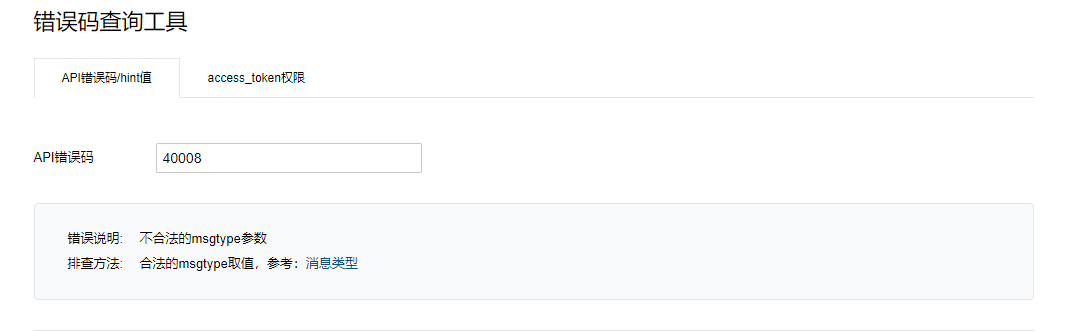 错误码查询工具
API错误码/hint值 access_token权限
API错误码 40008
错误说明: 不合法的msgtype参数
排查方法: 合法的msgtype取值，参考：消息类型